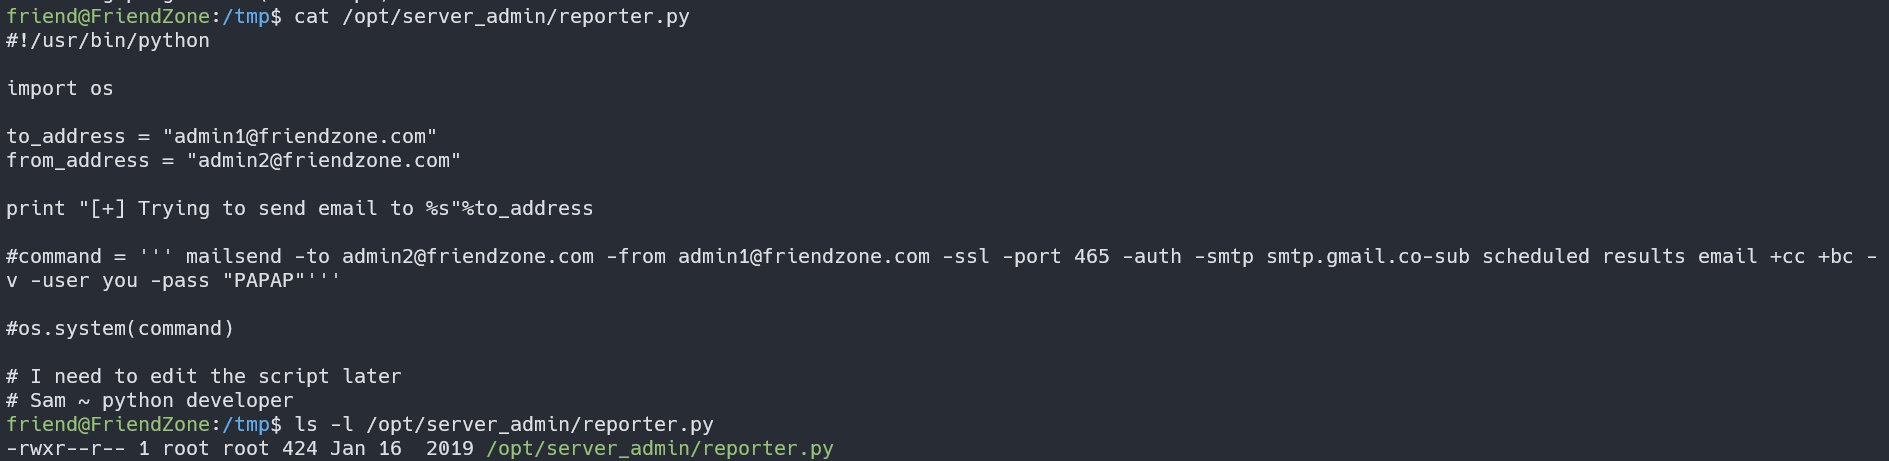 friend@FriendZone:/tmp$ cat /opt/server_admin/reporter.py
#!/usr/bin/python
import os
to_address = "admin1@friendzone.com"
from_address = "admin2@friendzone.com"
print "[+] Trying to send email to %s"%to_address
#command = ''' mailsend -to admin2@friendzone.com -from admin1@friendzone.com -ssl -port 465 -auth -smtp smtp.gmail.co-sub scheduled results email +cc +bc -
v -user you -pass "PAPAP"'''
#os.system(command)
# I need to edit the script later
# Sam ~ python developer
friend@FriendZone:/tmp$ ls -l /opt/server_admin/reporter.py
-rwxr--r-- 1 root root 424 Jan 16  2019 /opt/server_admin/reporter.py